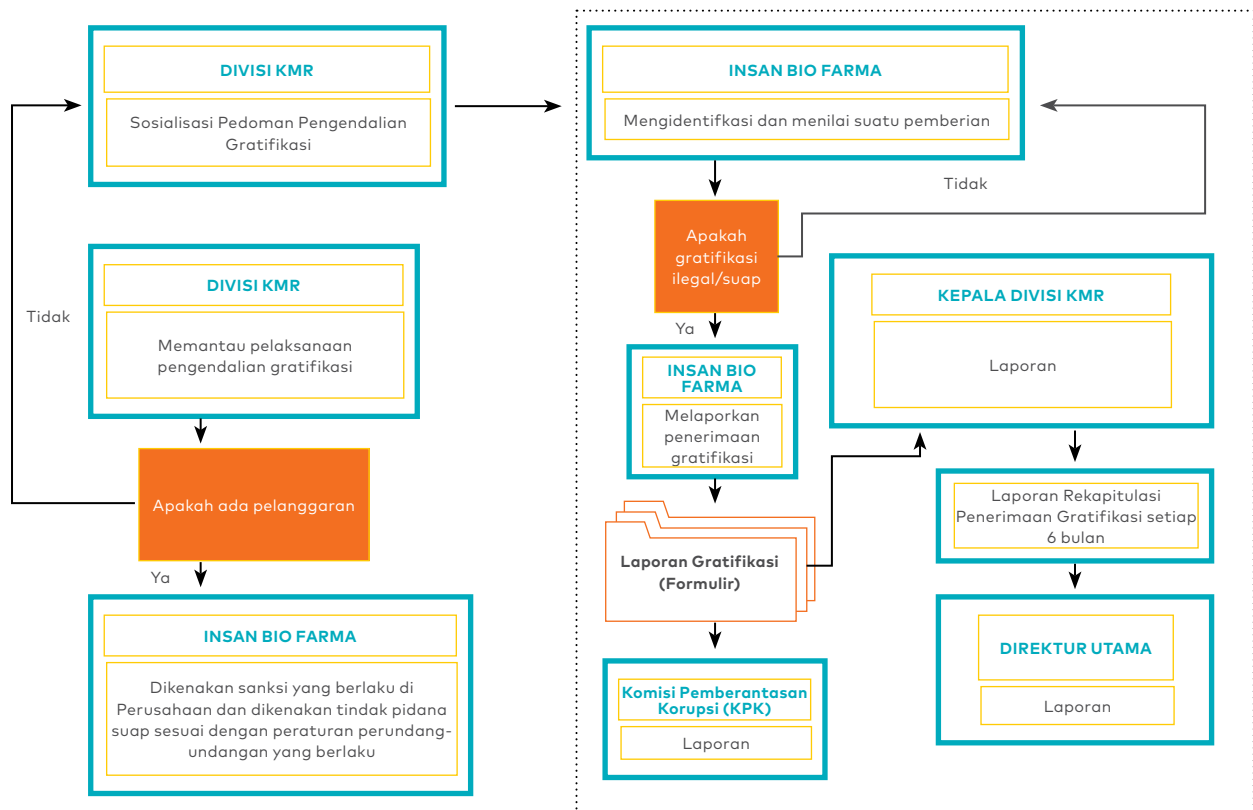 DIVISI KMR
Sosialisasi Pedoman Pengendalian
Gratifikasi
Tidak
DIVISI KMR
Memantau pelaksanaan
pengendalian gratifikasi
Apakah ada pelanggaran
Ya
INSAN BIO FARMA
Dikenakan sanksi yang berlaku di
Perusahaan dan dikenakan tindak pidana
suap sesuai dengan peraturan perundang-
undangan yang berlaku
INSAN BIO FARMA
Mengidentifkasi dan menilai suatu pemberian
Tidak
Apakah
gratifikasi
ilegal/suap
Ya
INSAN BIO
FARMA
Melaporkan
penerimaan
gratifikasi
Laporan Gratifikasi
(Formulir)
Komisi Pemberantasan
Korupsi (KPK)
Laporan
KEPALA DIVISI KMR
Laporan
Laporan Rekapitulasi
Penerimaan Gratifikasi setiap
6 bulan
DIREKTUR UTAMA
Laporan